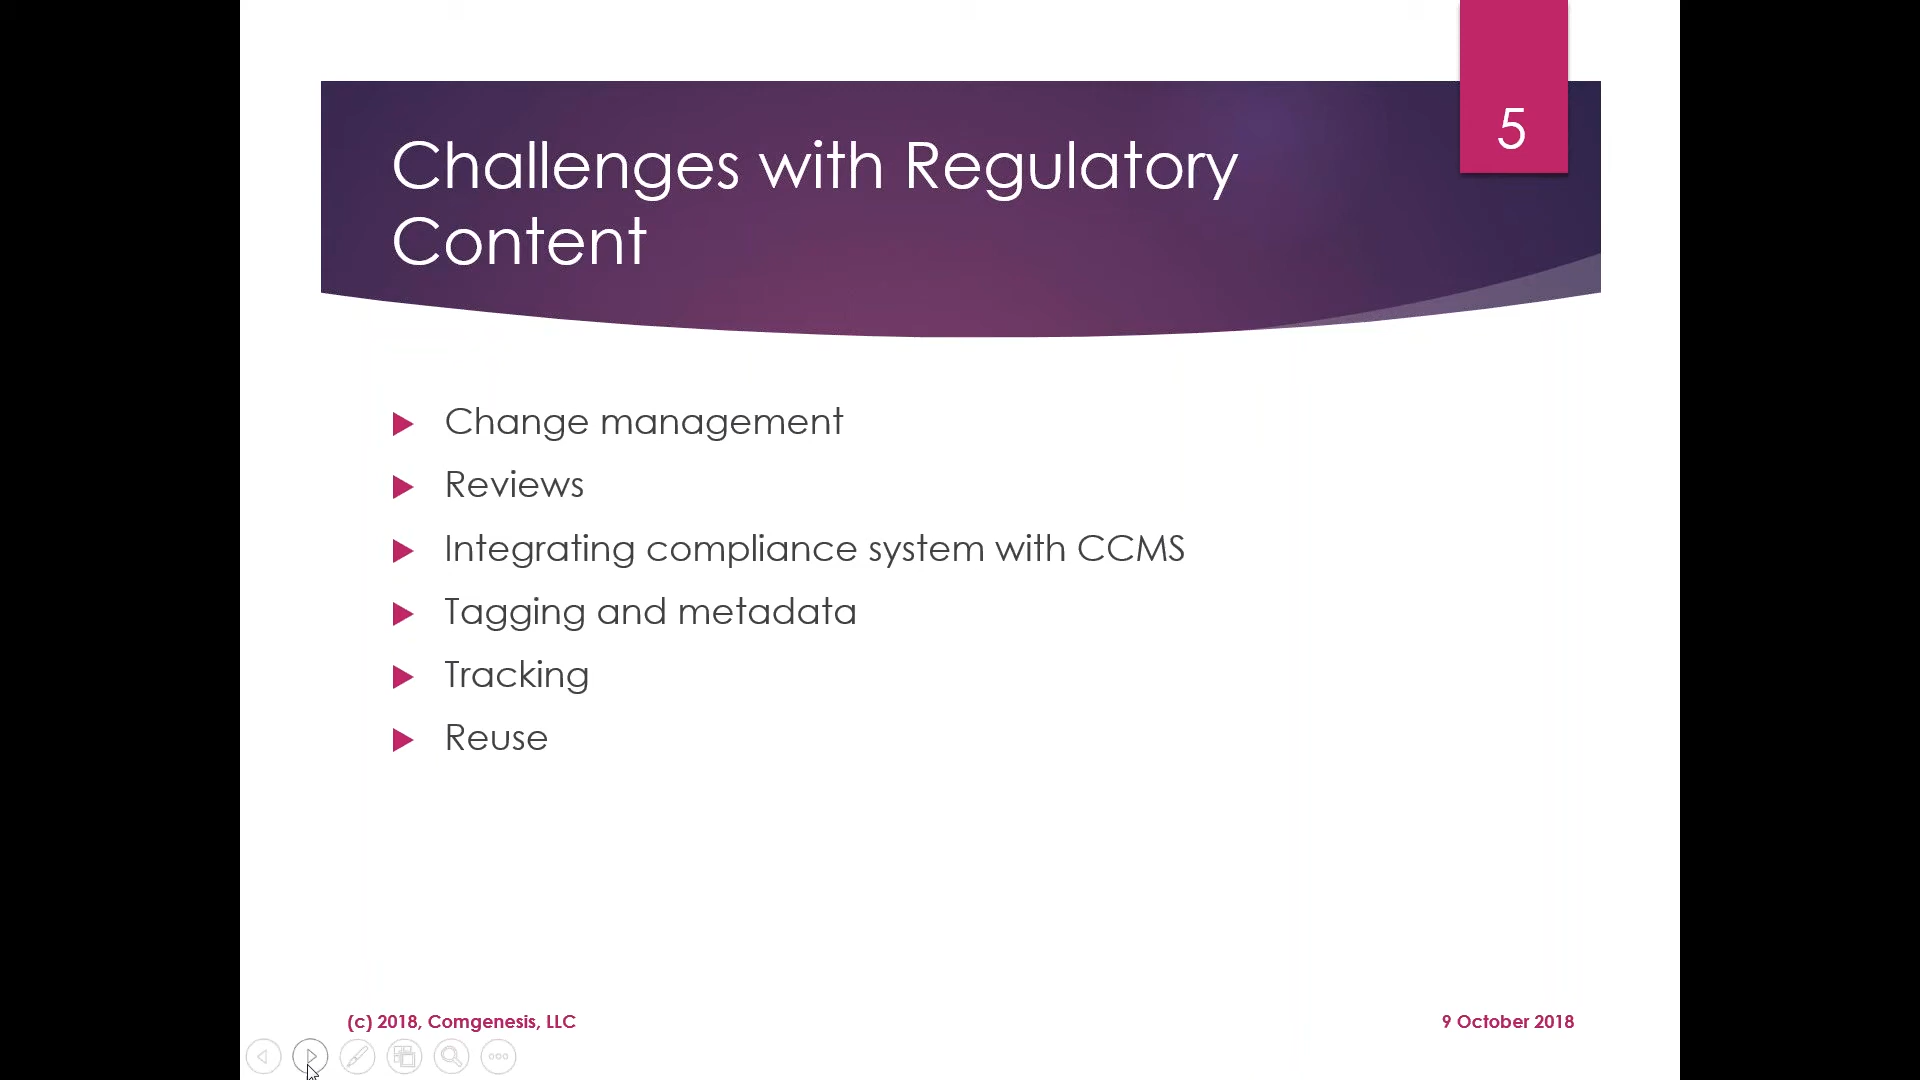 5
Challenges with Regulatory
Content
Change management
Reviews
Integrating compliance system with CCMS
Tagging and metadata
Tracking
Reuse
(c) 2018, Comgenesis, LLC
9 October 2018